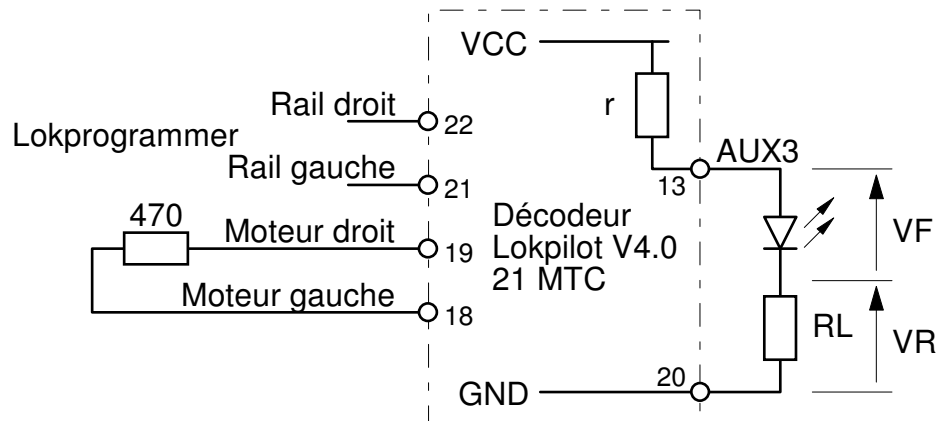 VCC
r
Rail droit
22
Lokprogrammer
Rail gauche
21
AUX3
13
470
Moteur droit
19
Décodeur
Lokpilot V4.0
21 MTC
VF
Moteur gauche
18
RL
VR
GND
20